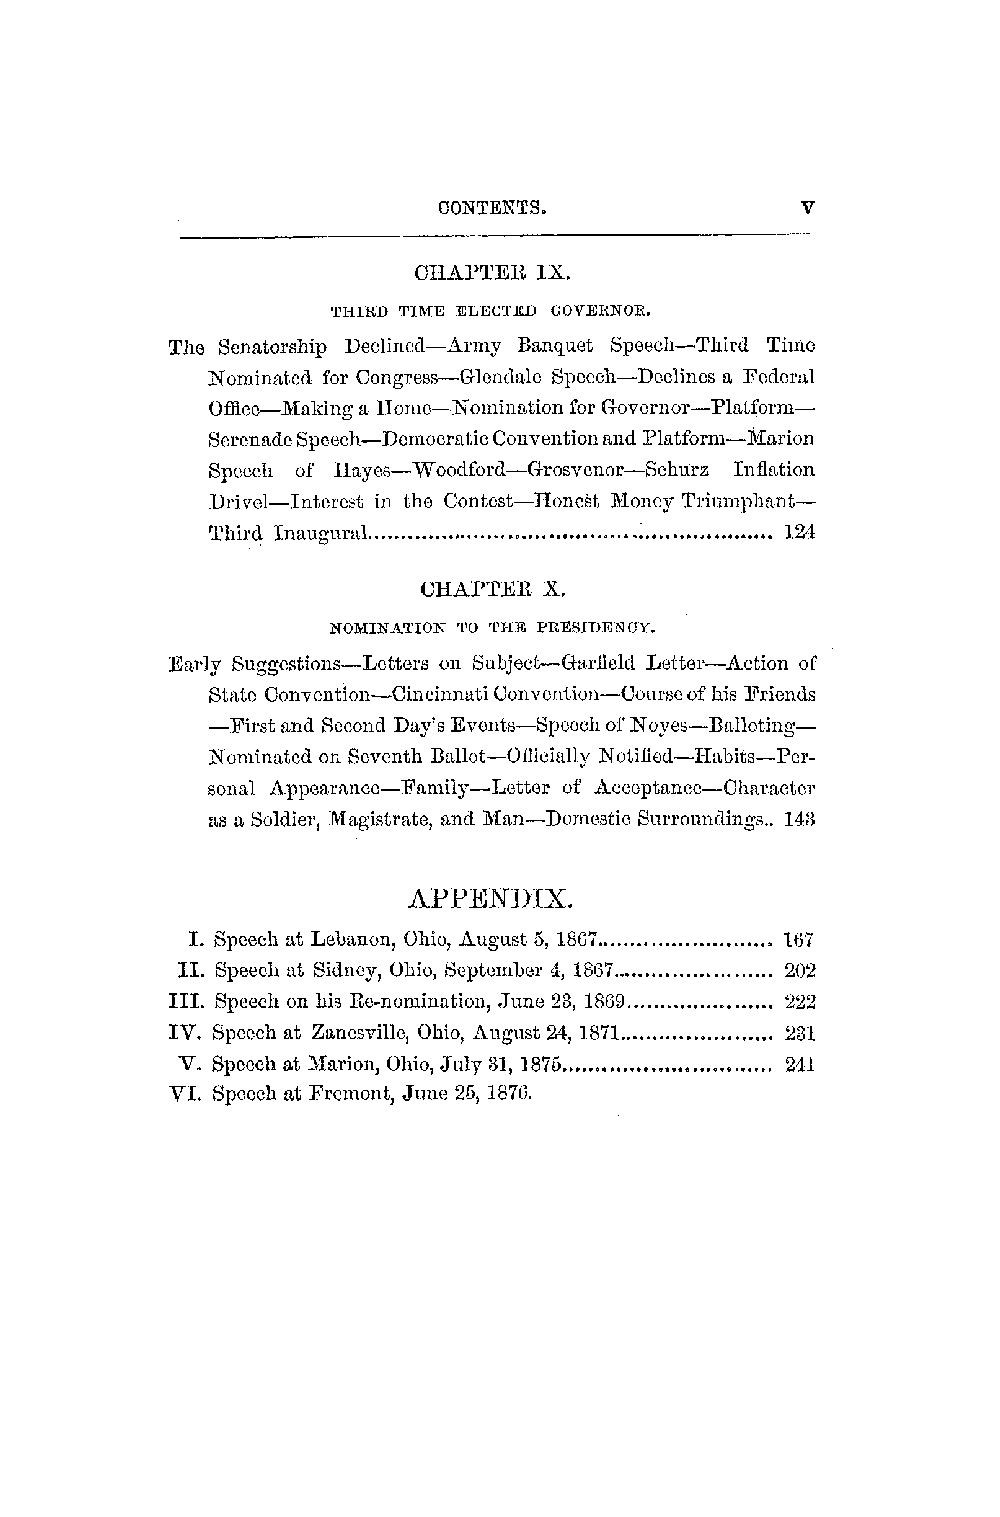 CONTENTS. V
CHAPTER IX.
THIRD TIME ELECTED GOVERNOR.
The Senatorship Declined—Army Banquet Speech—Third Time
Nominated for Congress—Glendale Speech—Declines a Federal
Office—Making a Home—Nomination for Governor—Platform—
Serenade Speech—Democratic Convention and Platform—Marion
Speech of Hayes—Woodford—Grosvenor—Schurz Inflation
Drivel—Interest in the Contest—Honest Money Triumphant—
Third Inaugural........................................................ 124
CHAPTER X.
NOMINATION TO THE PRESIDENCY.
Early Suggestions—Letters on Subject—Garfield Letter—Action of
State Convention—Cincinnati Convention—Course of his Friends
—First and Second Day's Events—Speech of Noyes—Balloting—
Nominated on Seventh Ballot—Officially Notified—Habits—Per-
sonal Appearance—Family—Letter of Acceptance—Character
as a Soldier, Magistrate, and Man—Domestic Surroundings.. 143
APPENDIX.
I. Speech at Lebanon, Ohio, August 5, 1867.......................... 167
II. Speech at Sidney, Ohio, September 4, 1867....................... 202
III. Speech on his Re-nomination, June 23, 1869...................... 222
IV. Speech at Zanesville, Ohio, August 24, 1871....................... 231
V. Speech at Marion, Ohio, July 31, 1875............................... 241
VI. Speech at Fremont, June 25, 1876.